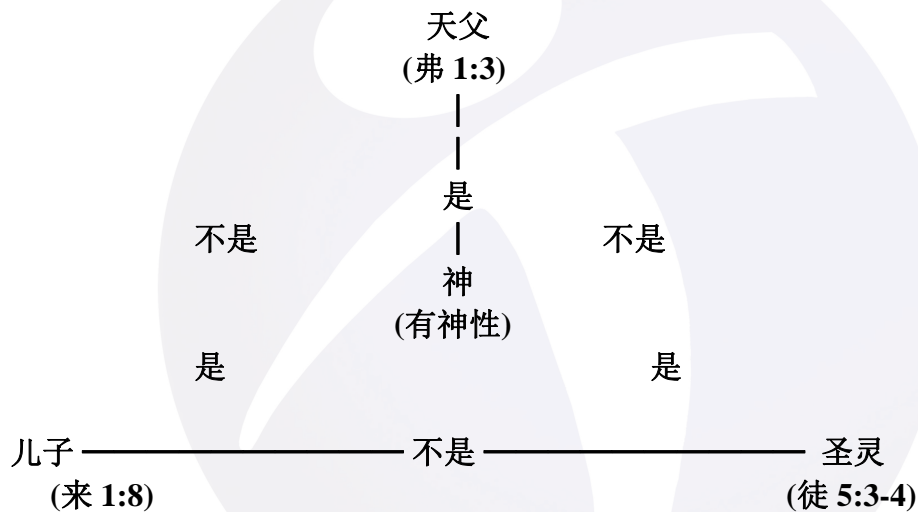 天父
(弗 1:3)
是
不是 不是
神
(有神性)
是 是
儿子 不是 圣灵
(来 1:8) (徒 5:3-4)